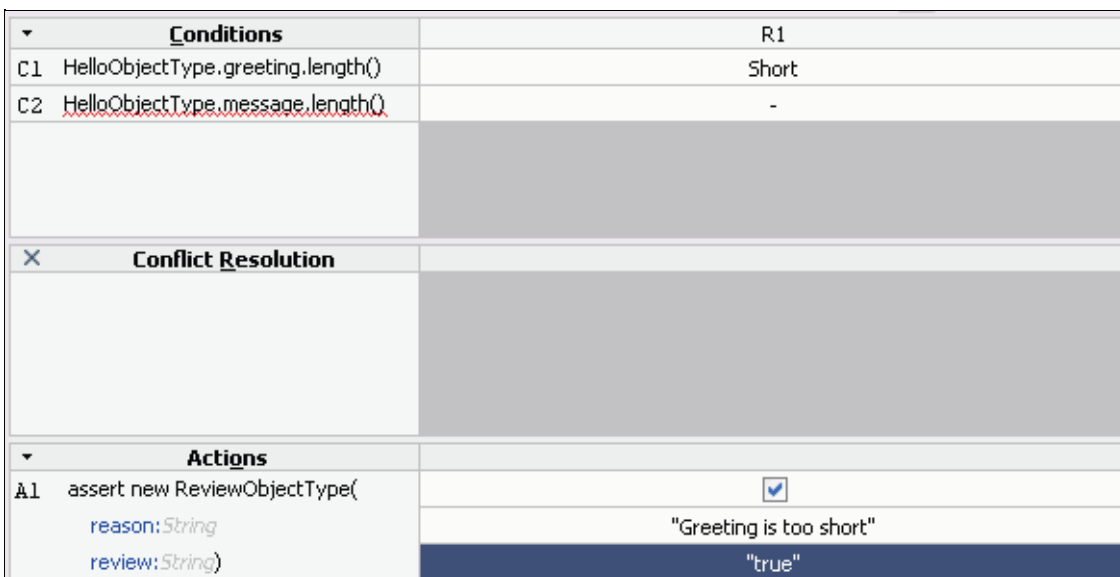 Conditions R1
C1 HelloObjectType.greeting.length() Short
C2 HelloObjectType.message.length() -
Conflict Resolution
Actions
A1 assert new ReviewObjectType(
reason:String "Greeting is too short"
review:String) "true"